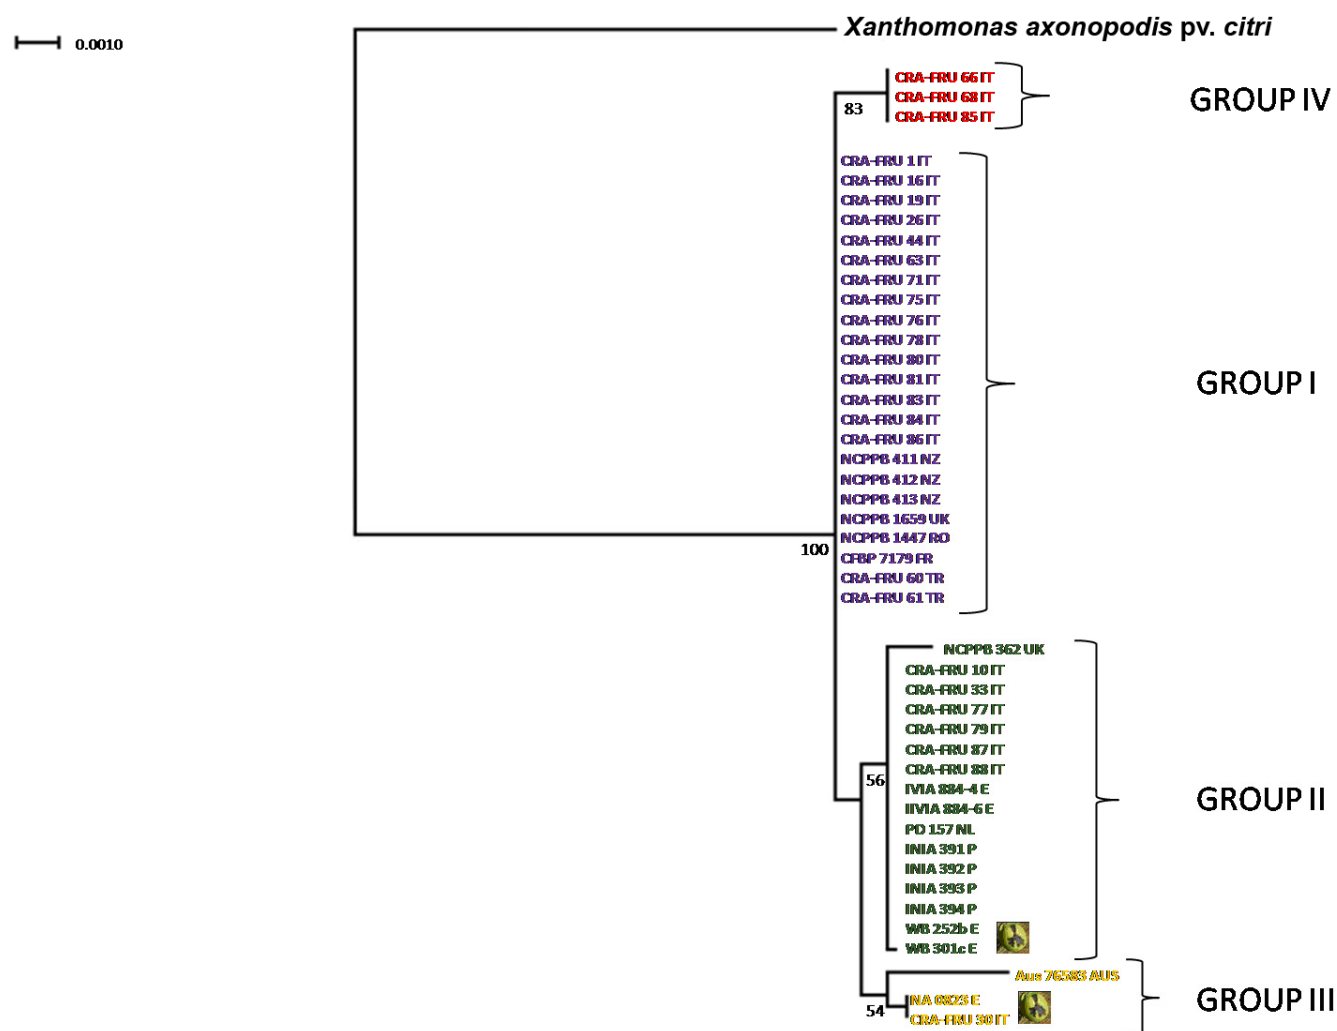 Xanthomonas axonopodis pv. citri
0.0010
CRA-FRU 66 IT
CRA-FRU 68 IT
CRA-FRU 85 IT
GROUP IV
83
CRA-FRU 1 IT
CRA-FRU 16 IT
CRA-FRU 19 IT
CRA-FRU 26 IT
CRA-FRU 44 IT
CRA-FRU 63 IT
CRA-FRU 71 IT
CRA-FRU 75 IT
CRA-FRU 76 IT
CRA-FRU 78 IT
CRA-FRU 80 IT
CRA-FRU 81 IT
CRA-FRU 83 IT
CRA-FRU 84 IT
CRA-FRU 86 IT
NCPPB 411 NZ
NCPPB 412 NZ
NCPPB 413 NZ
NCPPB 1659 UK
NCPPB 1447 RO
CFBP 7179 FR
CRA-FRU 60 TR
CRA-FRU 61 TR
GROUP I
100
NCPPB 362 UK
CRA-FRU 10 IT
CRA-FRU 33 IT
CRA-FRU 77 IT
CRA-FRU 79 IT
CRA-FRU 87 IT
CRA-FRU 88 IT
IVIA 884-4 E
IIVIA 884-6 E
PD 157 NL
INIA 391 P
INIA 392 P
INIA 393 P
INIA 394 P
WB 252b E
WB 301c E
GROUP II
56
Aus 76583 AUS
NA 0823 E
CRA-FRU 30 IT
GROUP III
54